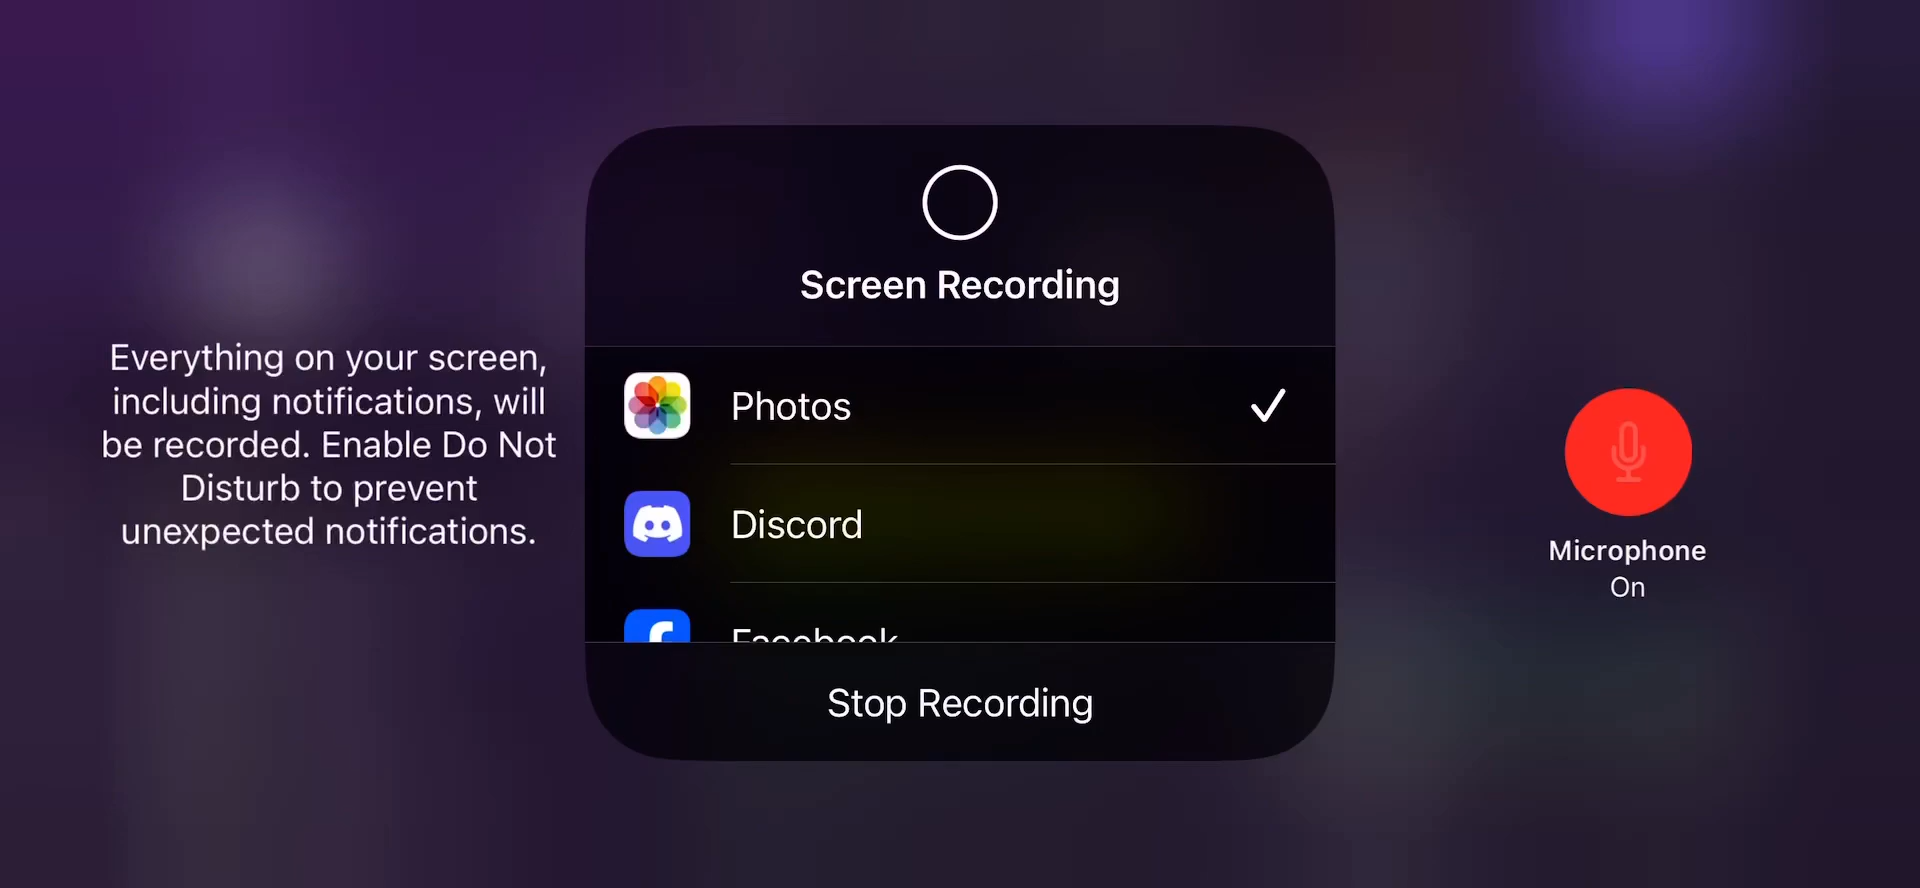 Screen Recording
Everything on your screen,
including notifications, will
be recorded. Enable Do Not
Disturb to prevent
unexpected notifications.
Photos
Discord
Facebook
Stop Recording
Microphone
On